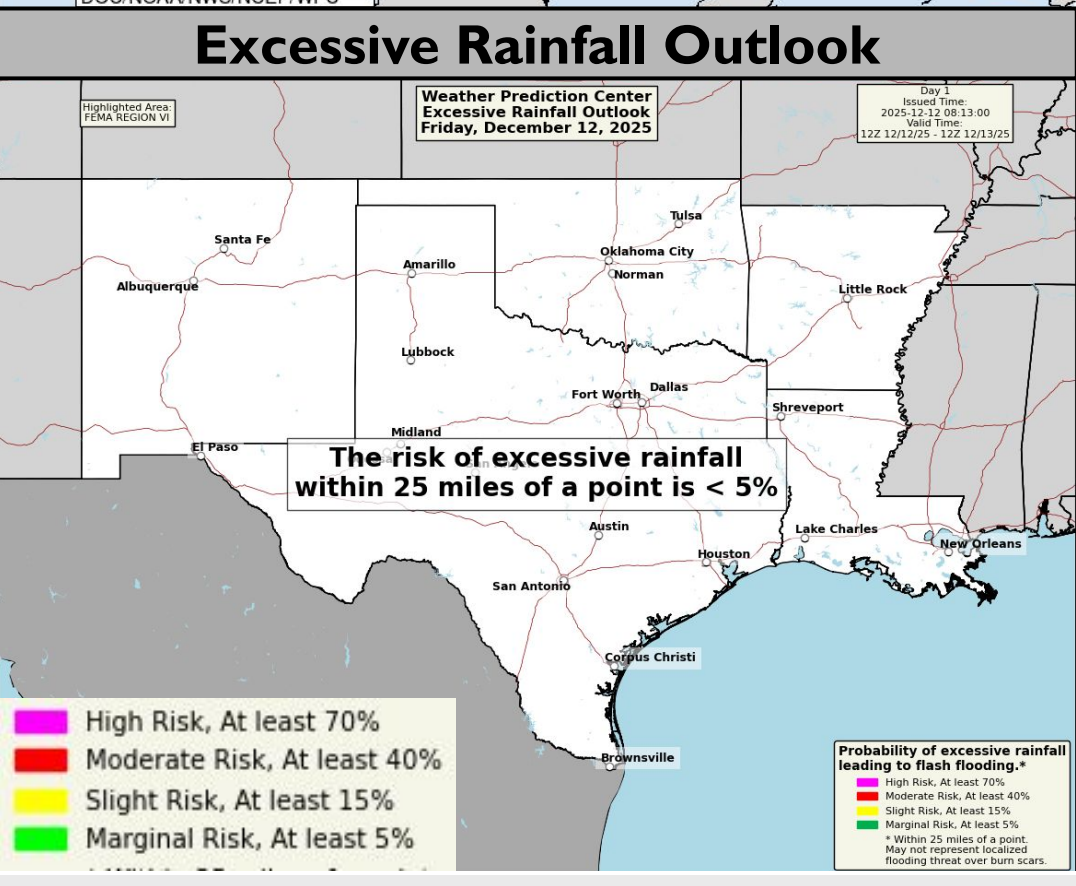 DOC/NOAA/NWS/NCEP/WPC
Excessive Rainfall Outlook
Highlighted Area:
FEMA REGION VI
Weather Prediction Center
Excessive Rainfall Outlook
Friday, December 12, 2025
Day 1
Issued Time:
2025-12-12 08:13:00
Valid Time:
12Z 12/12/25 - 12Z 12/13/25
Tulsa
Santa Fe
Oklahoma City
Amarillo
Norman
Albuquerque
Little Rock
Lubbock
Fort Worth
Dallas
Shreveport
Midland
El Paso
The risk of excessive rainfall
within 25 miles of a point is < 5%
Austin
Lake Charles
New Orleans
Houston
San Antonio
Corpus Christi
Brownsville
High Risk, At least 70%
Moderate Risk, At least 40%
Slight Risk, At least 15%
Marginal Risk, At least 5%
Probability of excessive rainfall
leading to flash flooding.*
High Risk, At least 70%
Moderate Risk, At least 40%
Slight Risk, At least 15%
Marginal Risk, At least 5%
* Within 25 miles of a point.
May not represent localized
flooding threat over burn scars.